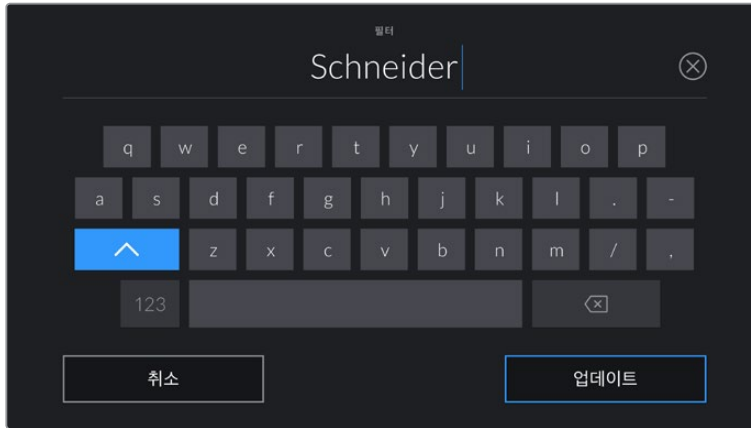 필터
Schneider
q w e r t y u i o p
a s d f g h j k l . -
z x c v b n m / ,
123
취소 업데이트